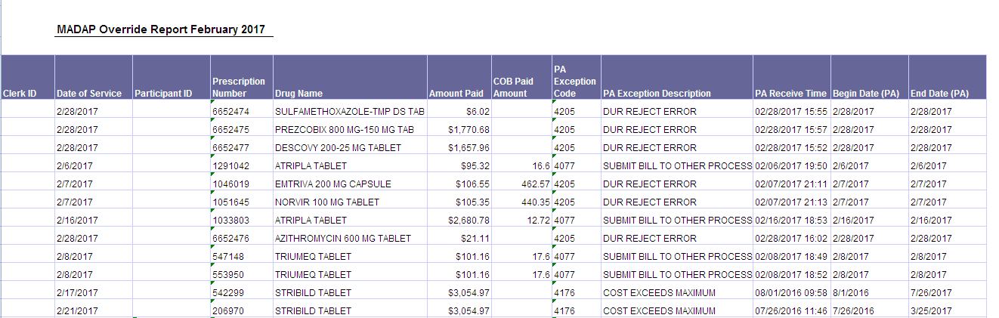 MADAP Override Report February 2017
Clerk ID Date of Service Participant ID Prescription Number Drug Name Amount Paid COB Paid Amount PA Exception Code PA Exception Description PA Receive Time Begin Date (PA) End Date (PA)
2/28/2017 6652474 SULFAMETHOXAZOLE-TMP DS TAB $6.02 4205 DUR REJECT ERROR 02/28/2017 15:55 2/28/2017 2/28/2017
2/28/2017 6652475 PREZCOBIX 800 MG-150 MG TAB $1,770.68 4205 DUR REJECT ERROR 02/28/2017 15:57 2/28/2017 2/28/2017
2/28/2017 6652477 DESCOVY 200-25 MG TABLET $1,657.96 4205 DUR REJECT ERROR 02/28/2017 15:52 2/28/2017 2/28/2017
2/6/2017 1291042 ATRIPLA TABLET $95.32 16.6 4077 SUBMIT BILL TO OTHER PROCESS 02/06/2017 19:50 2/6/2017 2/6/2017
2/7/2017 1046019 EMTRIVA 200 MG CAPSULE $106.55 462.57 4205 DUR REJECT ERROR 02/07/2017 21:11 2/7/2017 2/7/2017
2/7/2017 1051645 NORVIR 100 MG TABLET $105.35 440.35 4205 DUR REJECT ERROR 02/07/2017 21:13 2/7/2017 2/7/2017
2/16/2017 1033803 ATRIPLA TABLET $2,680.78 12.72 4077 SUBMIT BILL TO OTHER PROCESS 02/16/2017 18:53 2/16/2017 2/16/2017
2/28/2017 6652476 AZITHROMYCIN 600 MG TABLET $21.11 4205 DUR REJECT ERROR 02/28/2017 16:02 2/28/2017 2/28/2017
2/8/2017 547148 TRIUMEQ TABLET $101.16 17.6 4077 SUBMIT BILL TO OTHER PROCESS 02/08/2017 18:49 2/8/2017 2/8/2017
2/8/2017 553950 TRIUMEQ TABLET $101.16 17.6 4077 SUBMIT BILL TO OTHER PROCESS 02/08/2017 18:52 2/8/2017 2/8/2017
2/17/2017 542299 STRIBILD TABLET $3,054.97 4176 COST EXCEEDS MAXIMUM 08/01/2016 09:58 8/1/2016 7/26/2017
2/21/2017 206970 STRIBILD TABLET $3,054.97 4176 COST EXCEEDS MAXIMUM 07/26/2016 11:46 7/26/2016 3/25/2017